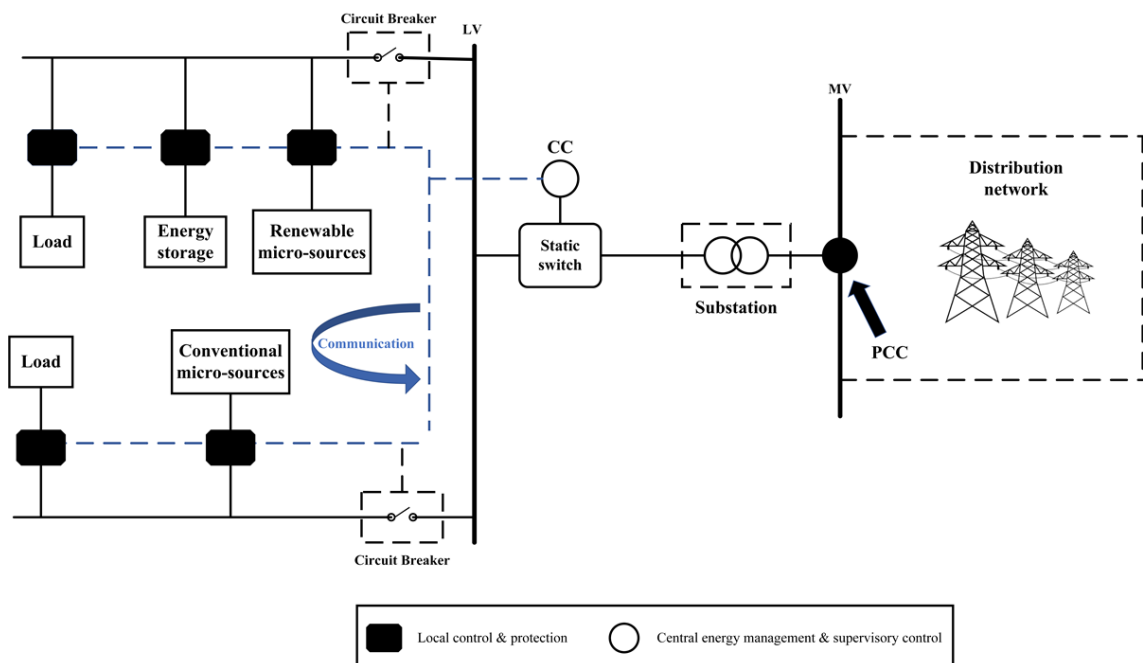 Circuit Breaker
LV
MV
CC
Distribution
network
Load
Energy
storage
Renewable
micro-sources
Static
switch
Substation
PCC
Communication
Load
Conventional
micro-sources
Circuit Breaker
Local control & protection
Central energy management & supervisory control